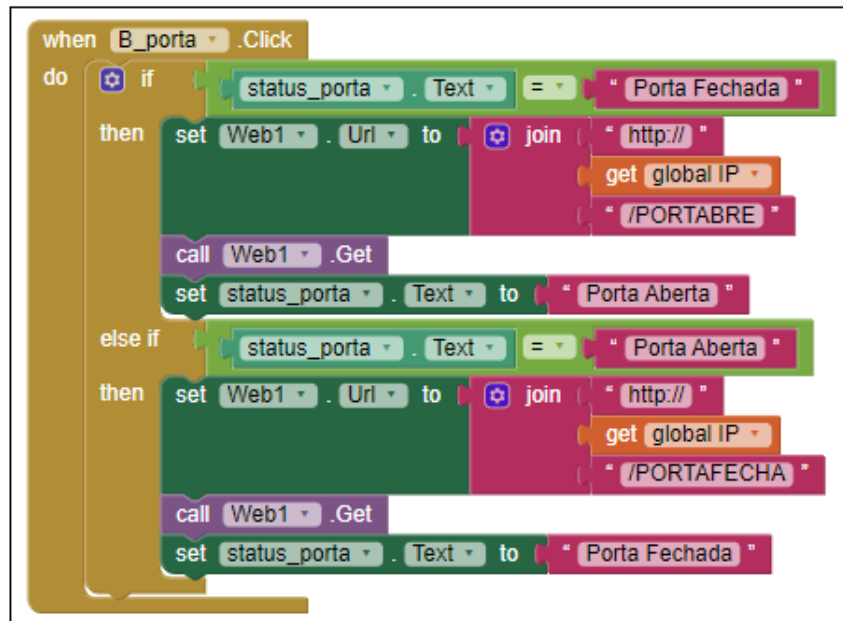 when B_porta .Click
do if status_porta . Text = " Porta Fechada "
then set Web1 . Url to join " http:// "
get global IP
" /PORTABRE "
call Web1 .Get
set status_porta . Text to " Porta Aberta "
else if status_porta . Text = " Porta Aberta "
then set Web1 . Url to join " http:// "
get global IP
" /PORTAFECHA "
call Web1 .Get
set status_porta . Text to " Porta Fechada "